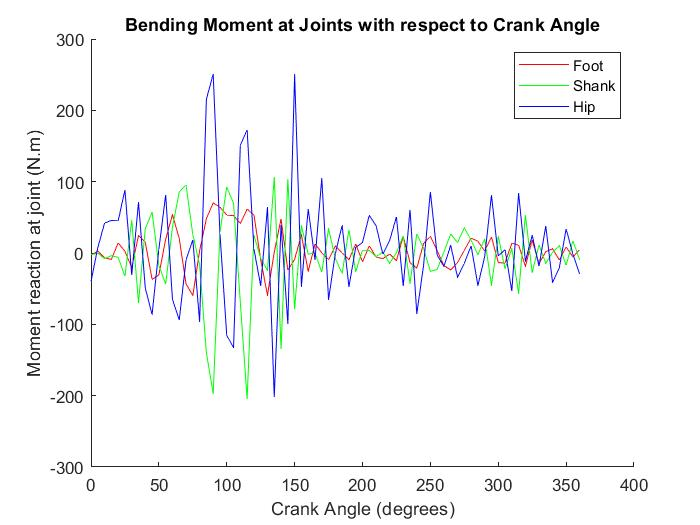 Bending Moment at Joints with respect to Crank Angle
Foot
Shank
Hip
Moment reaction at joint (N.m)
300
200
100
0
-100
-200
-300
0 50 100 150 200 250 300 350 400
Crank Angle (degrees)